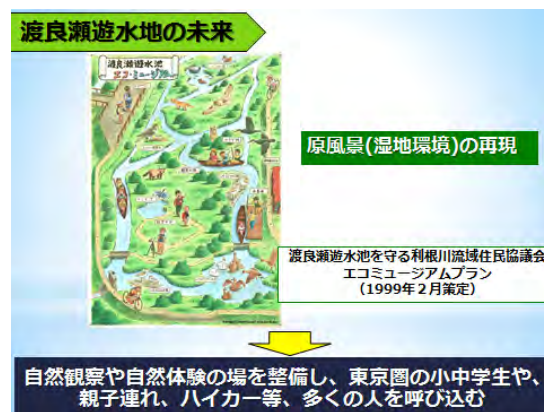 渡良瀬遊水地の未来
渡良瀬遊水池
エコ・ミュージアム
原風景(湿地環境)の再現
渡良瀬遊水池を守る利根川流域住民協議会
エコミュージアムプラン
（1999年２月策定）
自然観察や自然体験の場を整備し、東京圏の小中学生や、
親子連れ、ハイカー等、多くの人を呼び込む